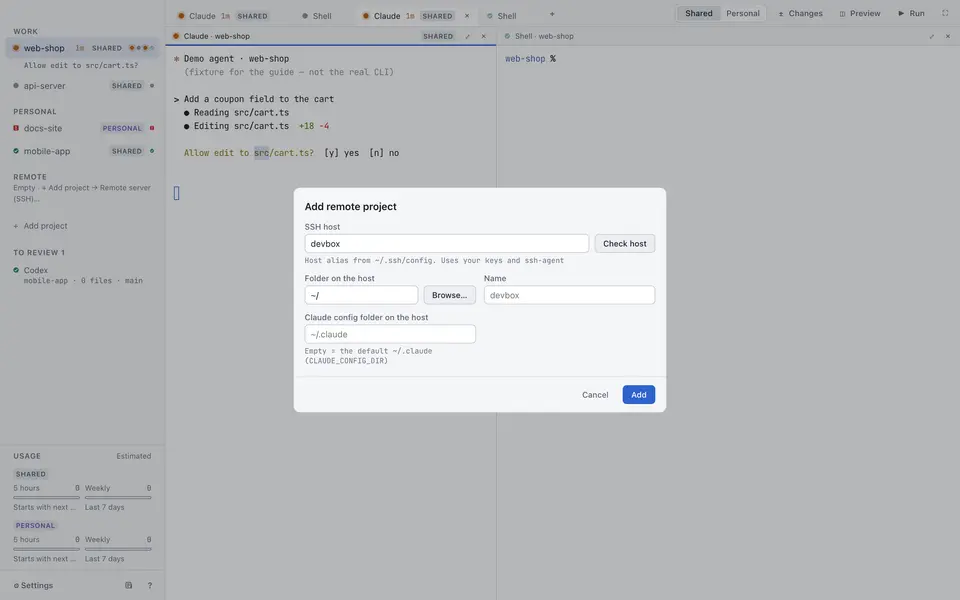 Claude 1m SHARED
Shell
Claude 1m SHARED ×
Shell
+
Shared Personal
Changes
Preview
Run
WORK
web-shop 1m SHARED
Allow edit to src/cart.ts?
api-server SHARED
PERSONAL
docs-site PERSONAL
mobile-app SHARED
REMOTE
Empty · + Add project → Remote server
(SSH)…
+ Add project
TO REVIEW 1
Codex
mobile-app · 0 files · main
USAGE Estimated
SHARED
5 hours 0 Weekly 0
Starts with next … Last 7 days
PERSONAL
5 hours 0 Weekly 0
Starts with next … Last 7 days
Settings ?
Claude · web-shop SHARED ×
✻ Demo agent · web-shop
(fixture for the guide — not the real CLI)
> Add a coupon field to the cart
● Reading src/cart.ts
● Editing src/cart.ts +18 -4
Allow edit to src/cart.ts? [y] yes [n] no
Shell · web-shop ×
web-shop %
Add remote project
SSH host
devbox
Check host
Host alias from ~/.ssh/config. Uses your keys and ssh-agent
Folder on the host Name
~/ Browse… devbox
Claude config folder on the host
~/.claude
Empty = the default ~/.claude
(CLAUDE_CONFIG_DIR)
Cancel Add